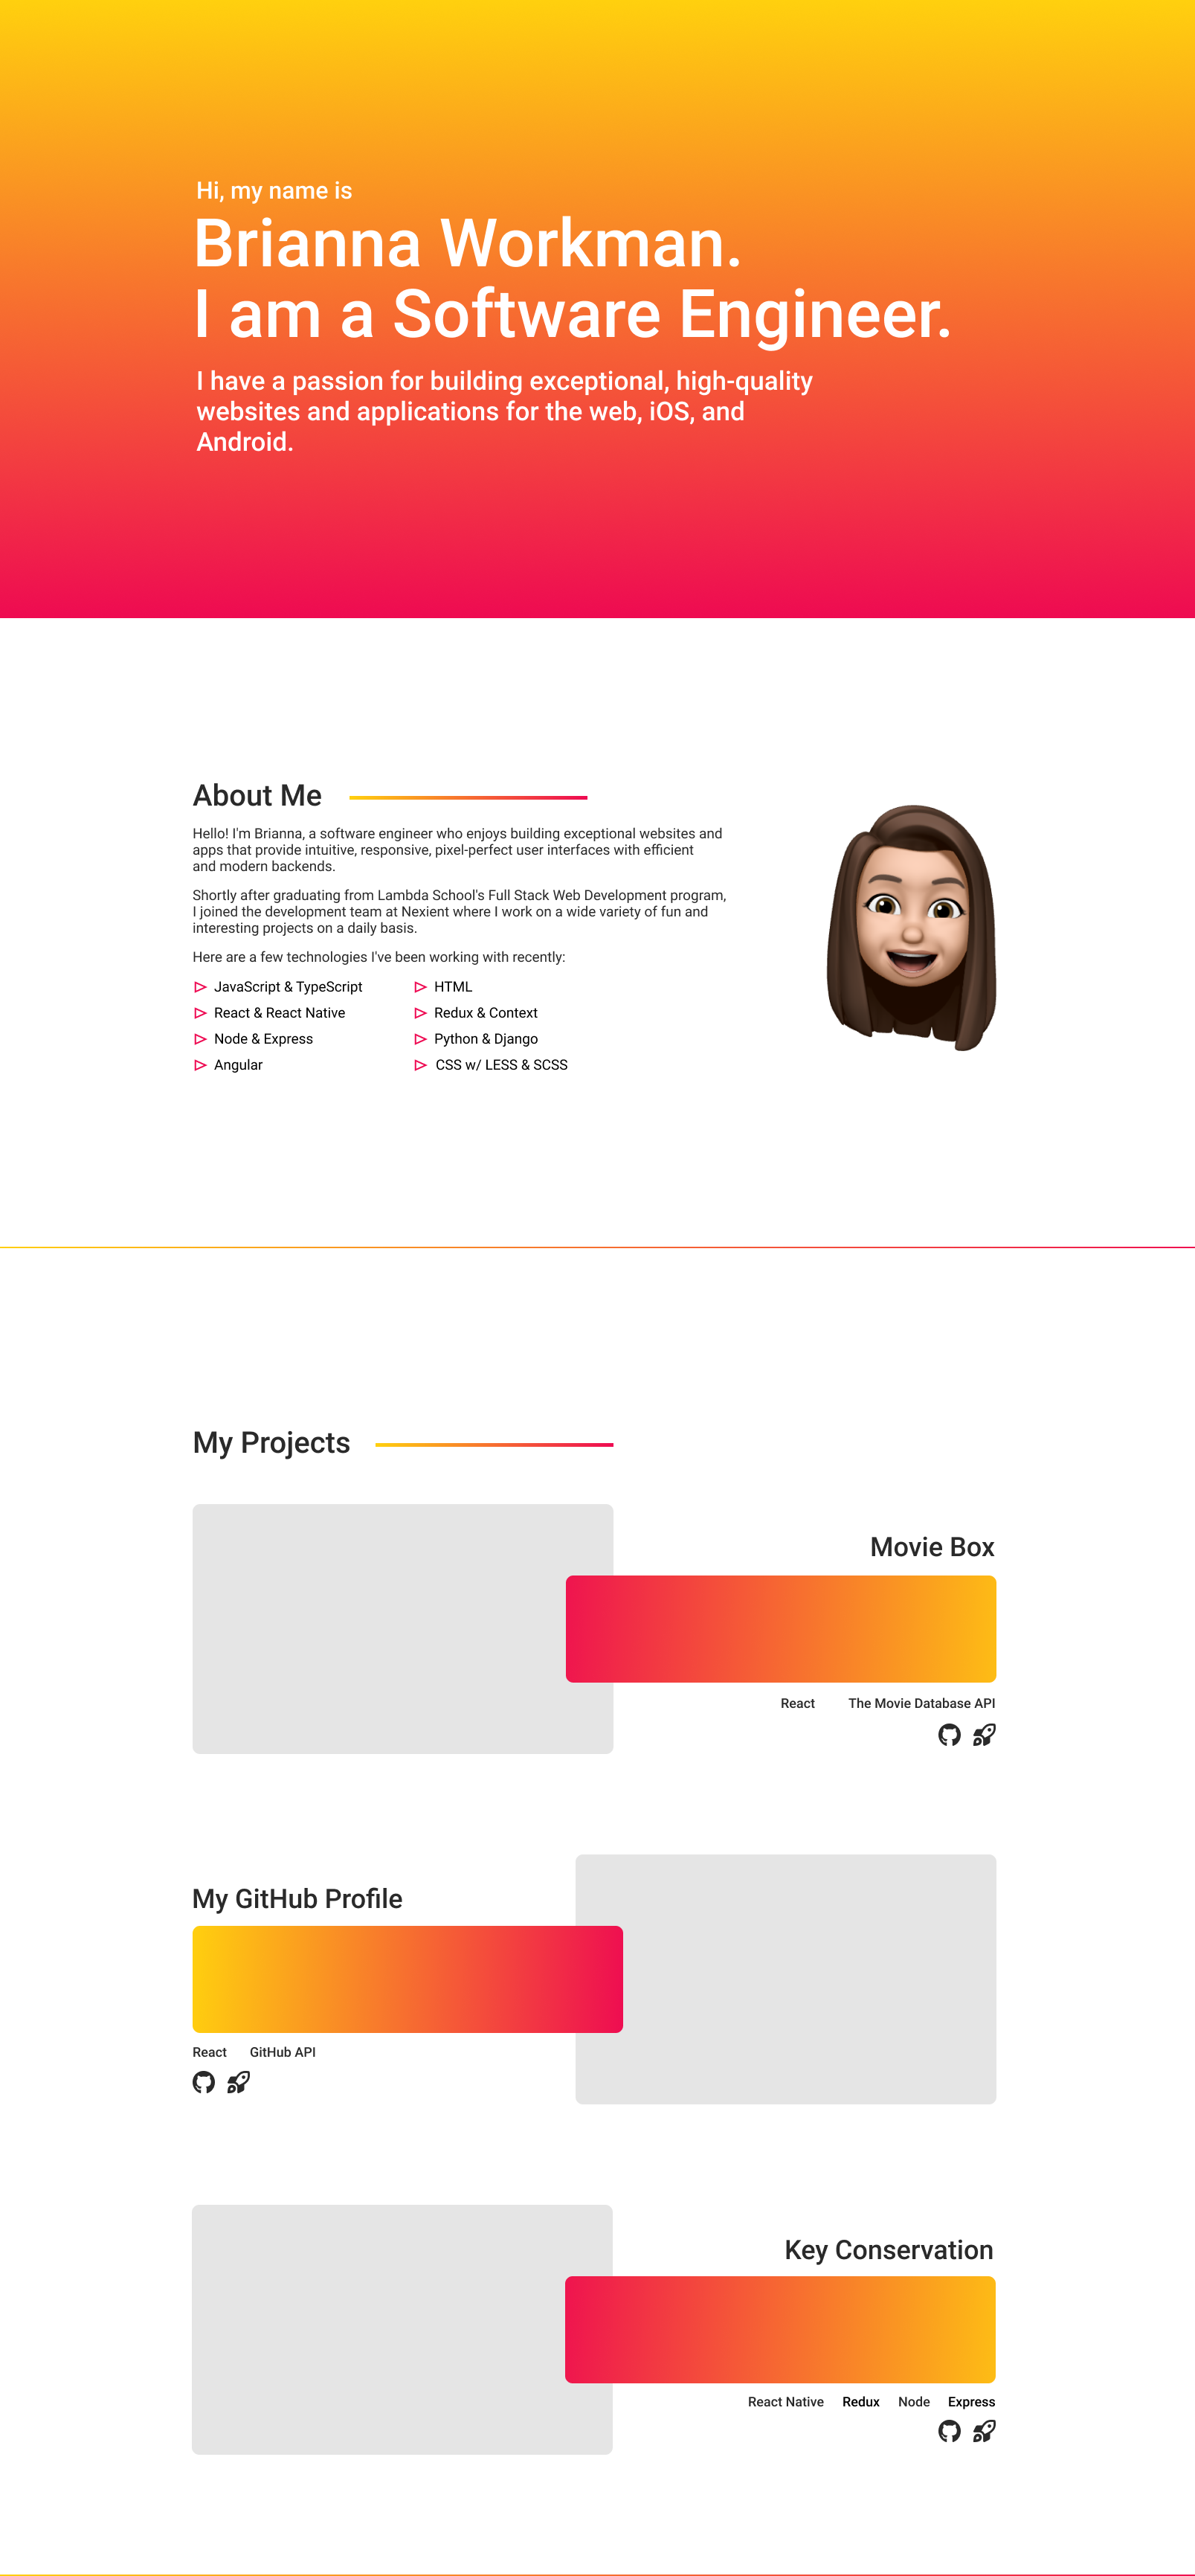 Hi, my name is
Brianna Workman.
I am a Software Engineer.
I have a passion for building exceptional, high-quality
websites and applications for the web, iOS, and
Android.
About Me
Hello! I'm Brianna, a software engineer who enjoys building exceptional websites and
apps that provide intuitive, responsive, pixel-perfect user interfaces with efficient
and modern backends.
Shortly after graduating from Lambda School's Full Stack Web Development program,
I joined the development team at Nexient where I work on a wide variety of fun and
interesting projects on a daily basis.
Here are a few technologies I've been working with recently:
JavaScript & TypeScript
HTML
React & React Native
Redux & Context
Node & Express
Python & Django
Angular
CSS w/ LESS & SCSS
My Projects
Movie Box
React The Movie Database API
My GitHub Profile
React GitHub API
Key Conservation
React Native Redux Node Express